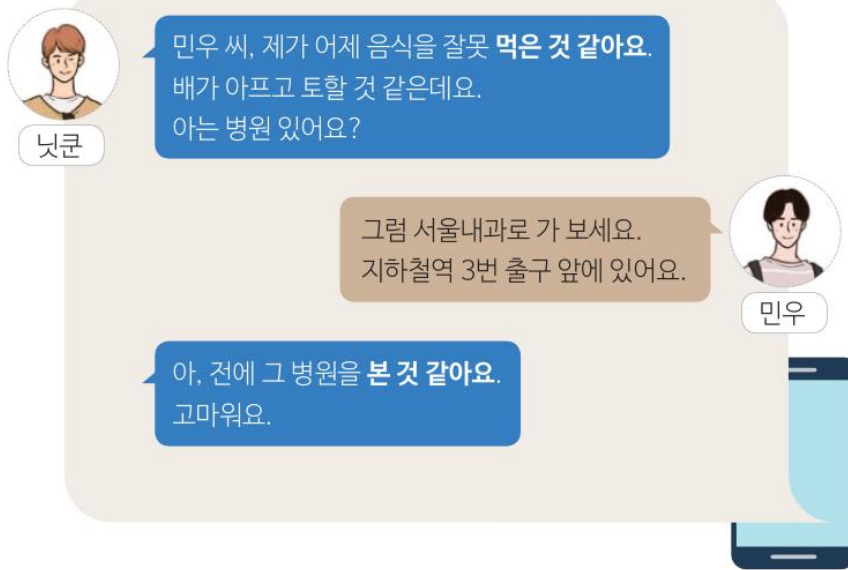 민우 씨, 제가 어제 음식을 잘못 먹은 것 같아요.
배가 아프고 토할 것 같은데요.
아는 병원 있어요?
닛쿤
그럼 서울내과로 가 보세요.
지하철역 3번 출구 앞에 있어요.
민우
아, 전에 그 병원을 본 것 같아요.
고마워요.